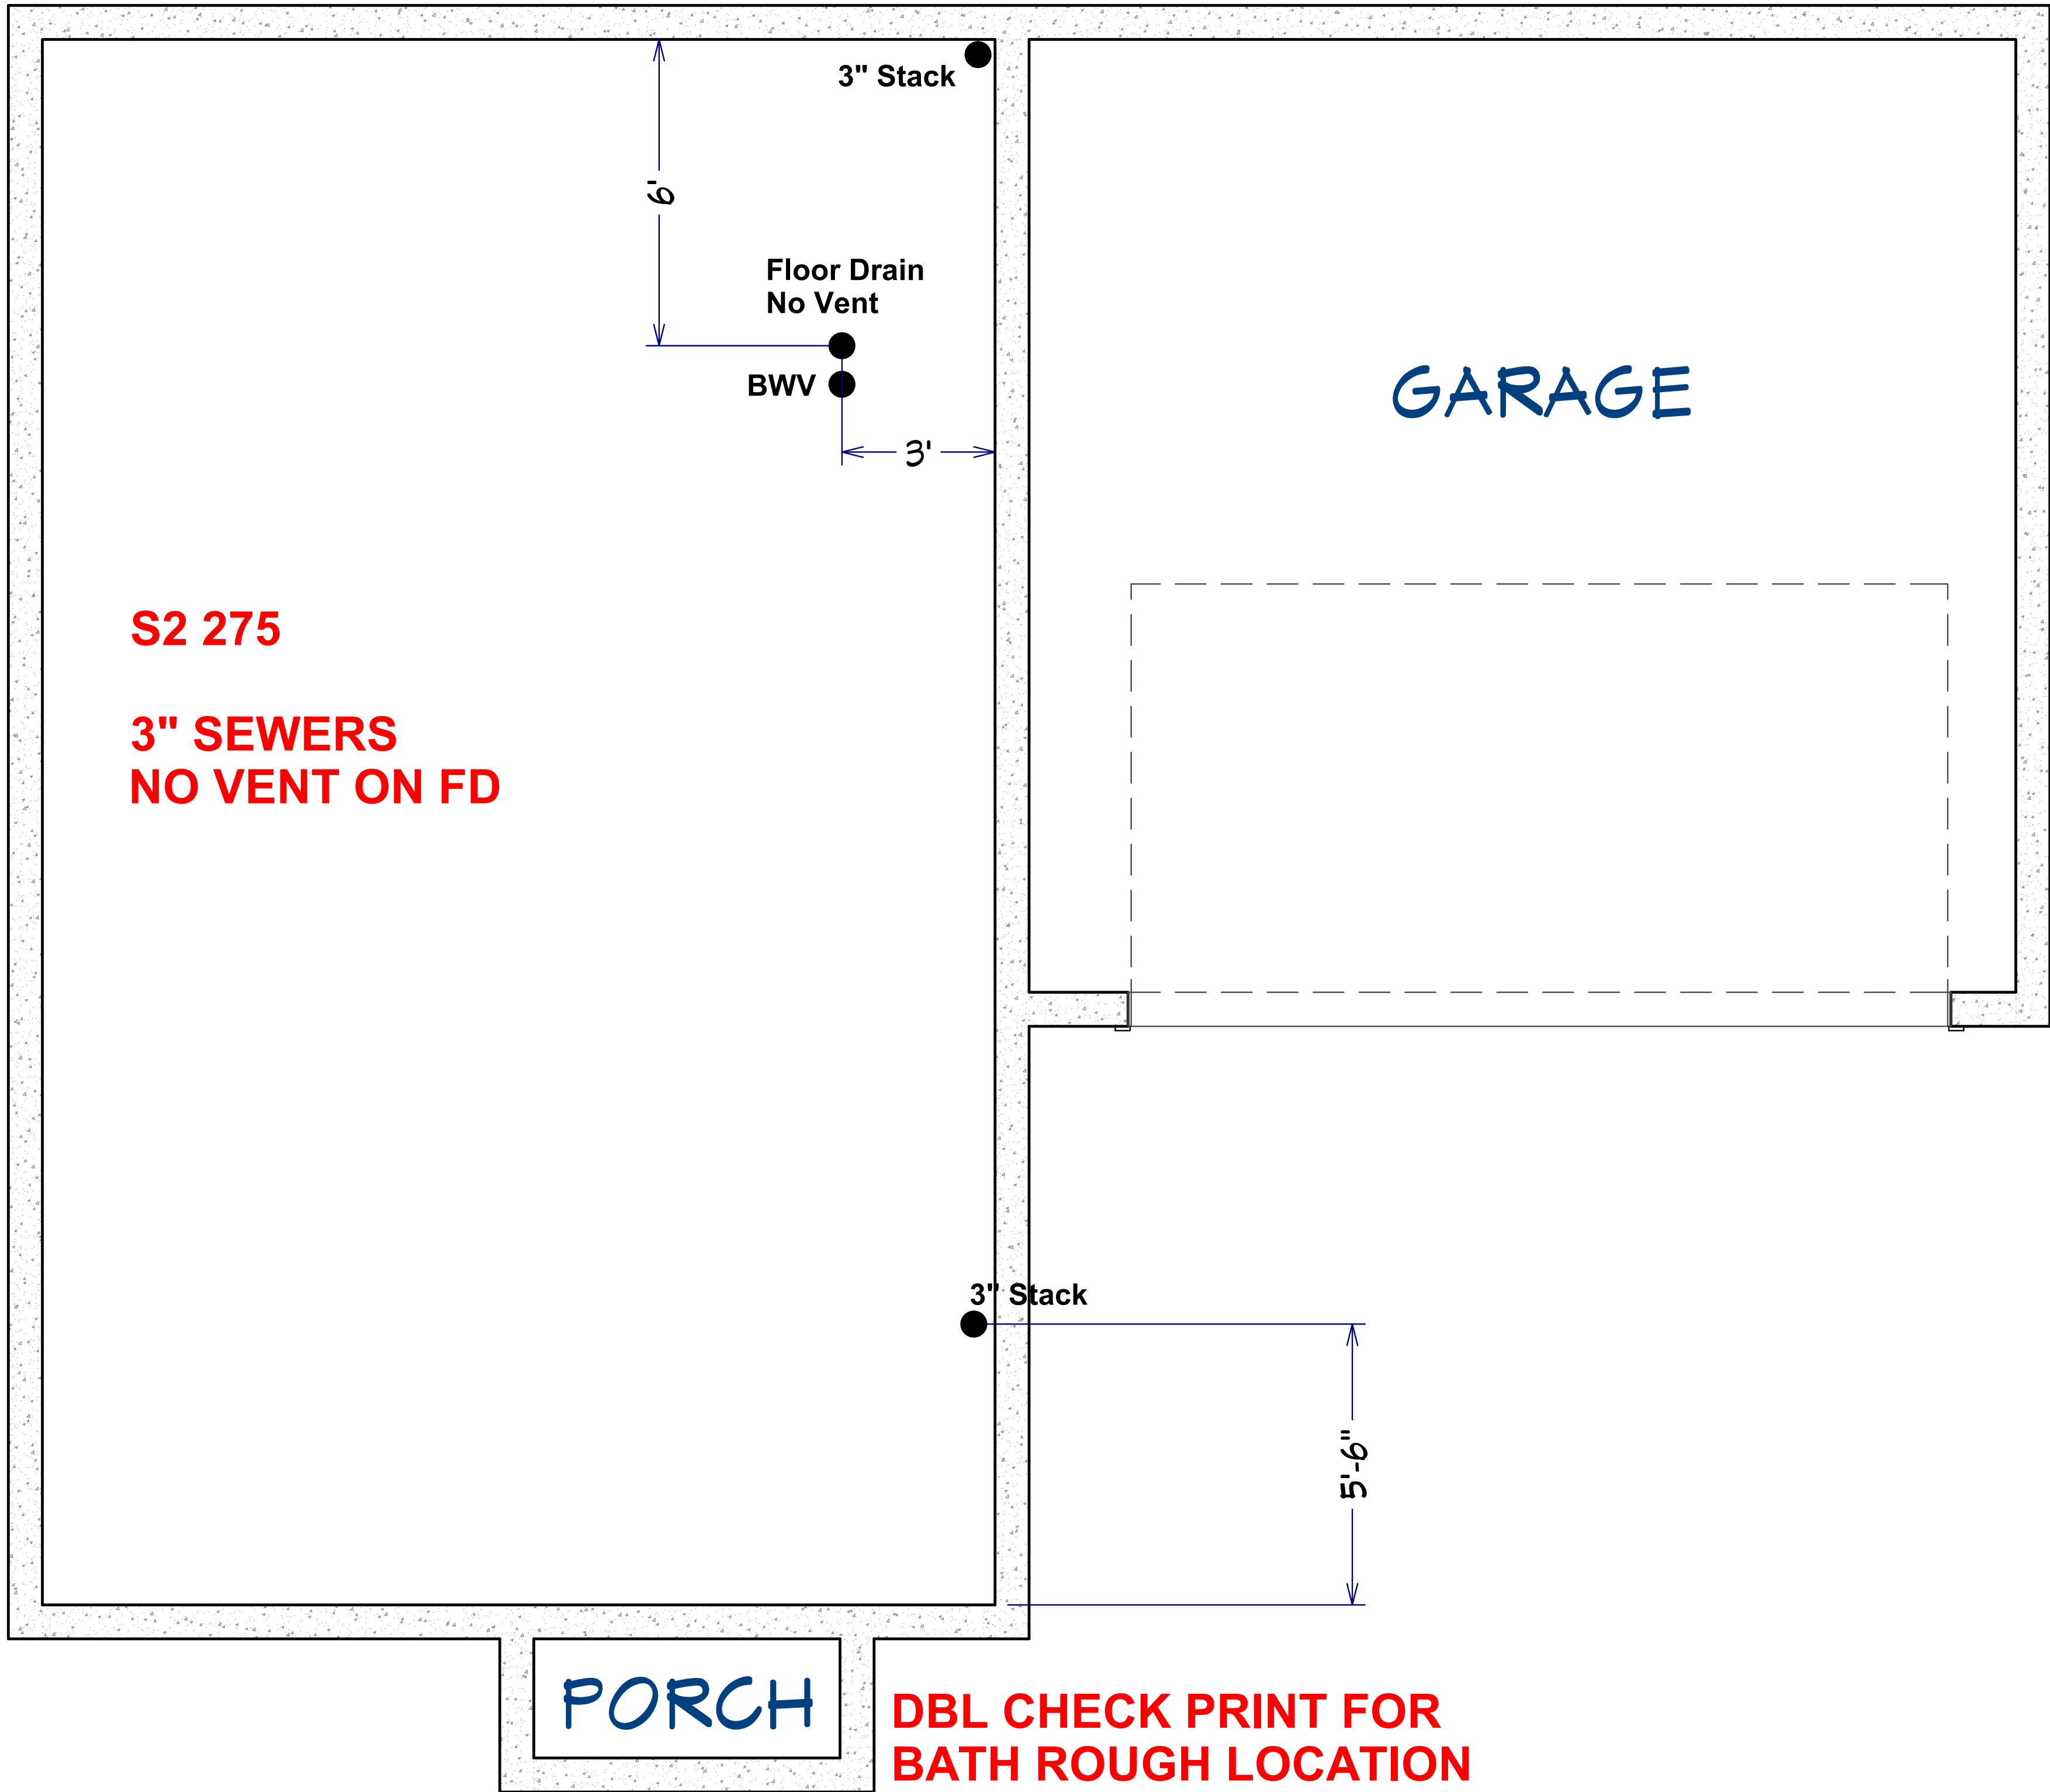 3" Stack
6'
Floor Drain
No Vent
BWV
3'
GARAGE
S2 275
3" SEWERS
NO VENT ON FD
3" Stack
5'-6"
PORCH
DBL CHECK PRINT FOR
BATH ROUGH LOCATION